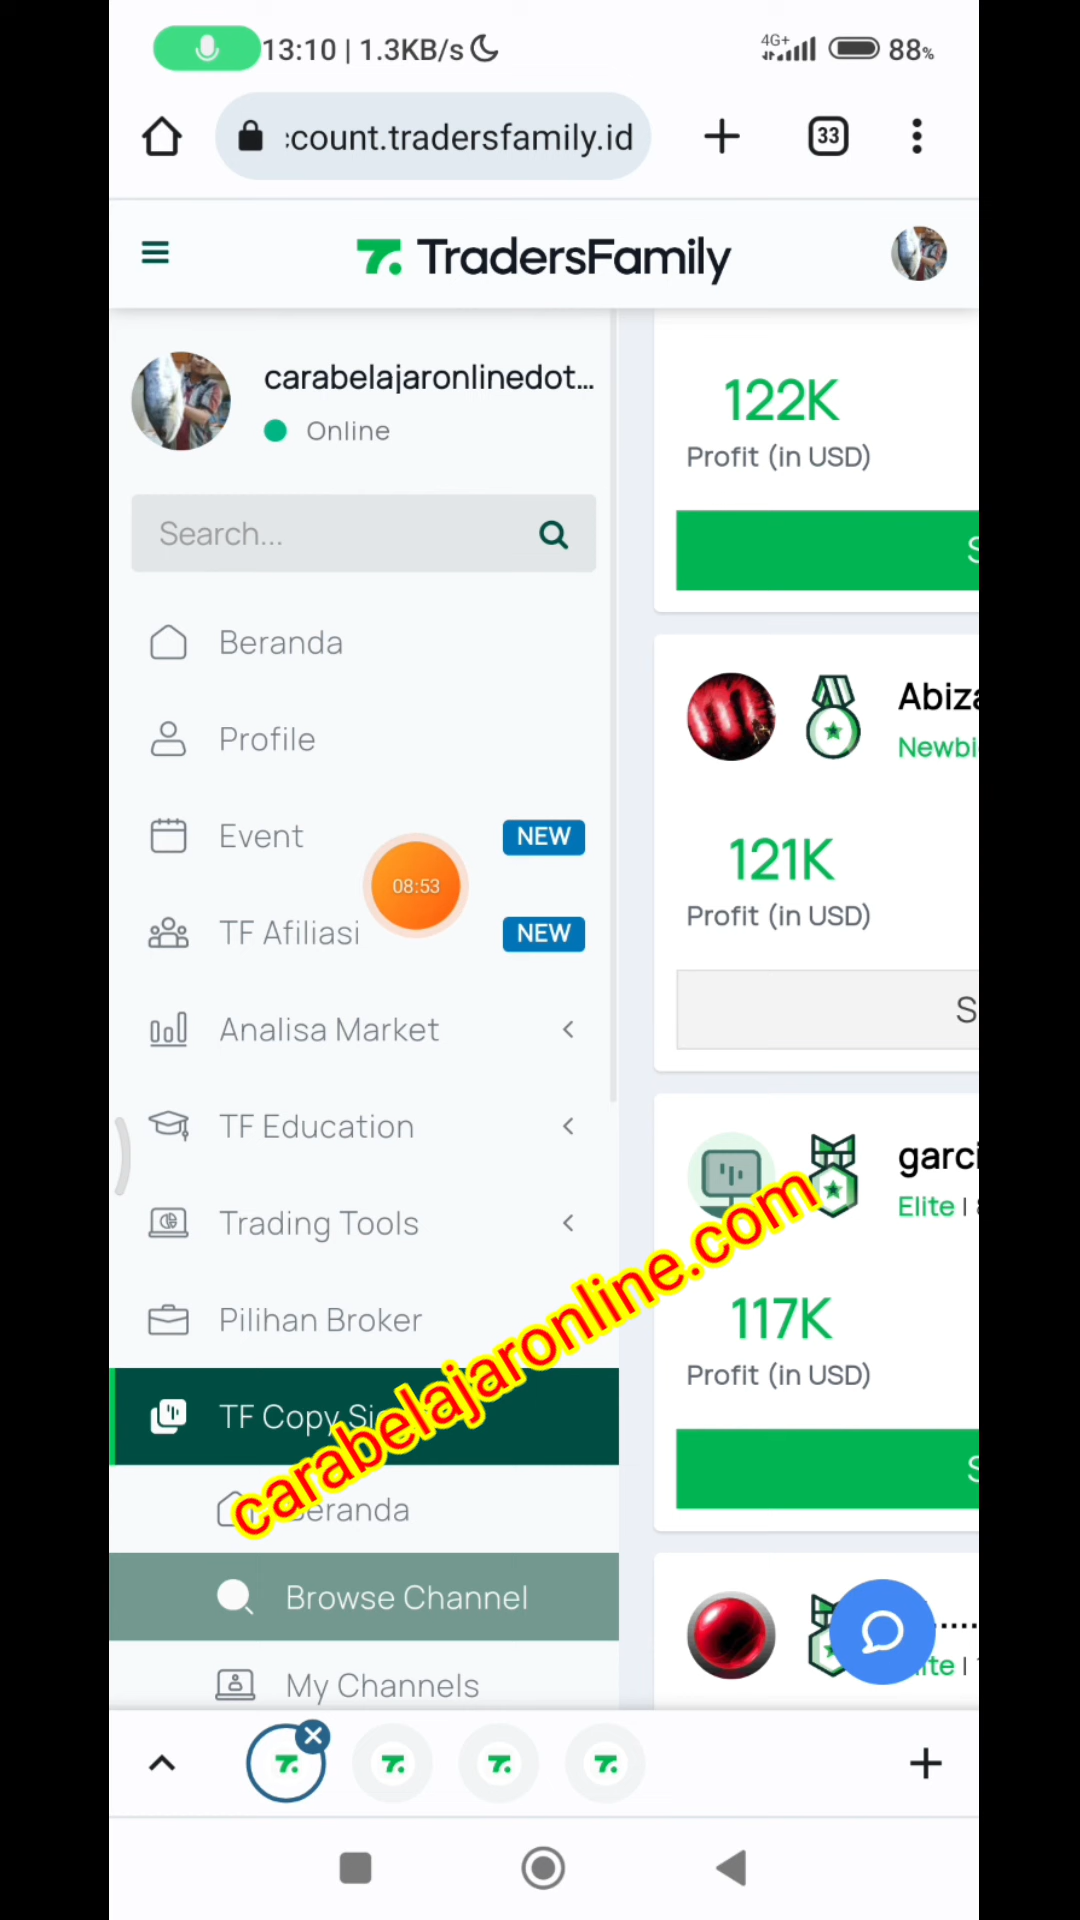 13:10 | 1.3KB/s
4G+
88%
:count.tradersfamily.id
33
TradersFamily
carabelajaronlinedot...
Online
Search...
Beranda
Profile
Event
NEW
08:53
TF Afiliasi
NEW
Analisa Market
TF Education
Trading Tools
Pilihan Broker
TF Copy Si
Beranda
Browse Channel
My Channels
122K
Profit (in USD)
S
Abiza
Newbi
121K
Profit (in USD)
S
garci
Elite |
117K
Profit (in USD)
S
carabelajaronline.com